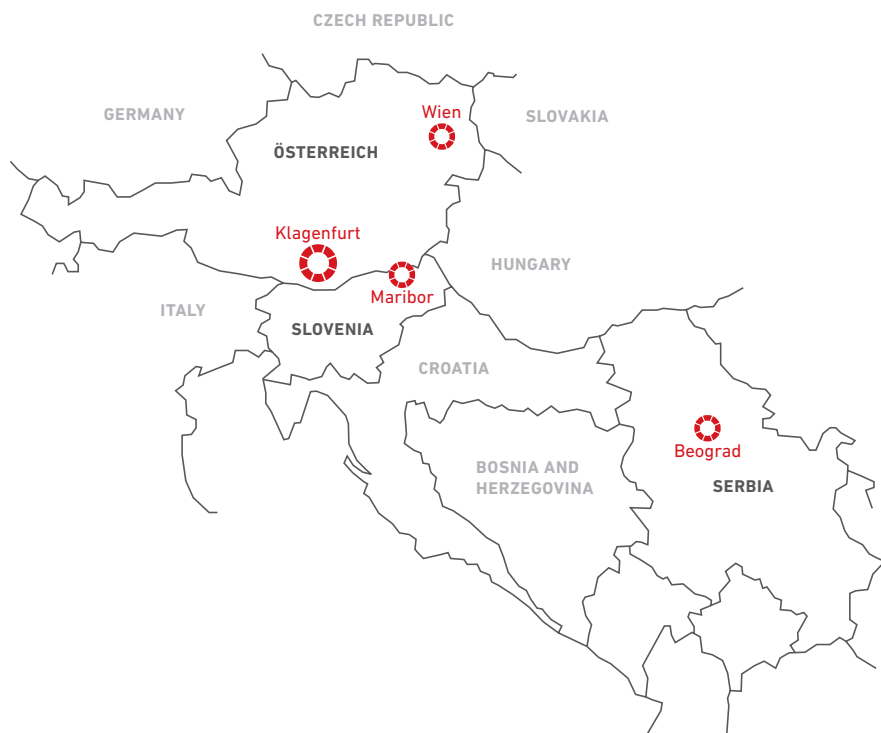 CZECH REPUBLIC
GERMANY
Wien
SLOVAKIA
ÖSTERREICH
Klagenfurt
HUNGARY
Maribor
ITALY
SLOVENIA
CROATIA
Beograd
BOSNIA AND
HERZEGOVINA
SERBIA